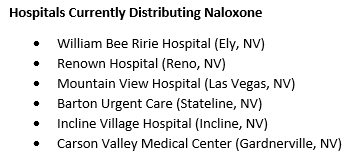 Hospitals Currently Distributing Naloxone
• William Bee Ririe Hospital (Ely, NV)
• Renown Hospital (Reno, NV)
• Mountain View Hospital (Las Vegas, NV)
• Barton Urgent Care (Stateline, NV)
• Incline Village Hospital (Incline, NV)
• Carson Valley Medical Center (Gardnerville, NV)